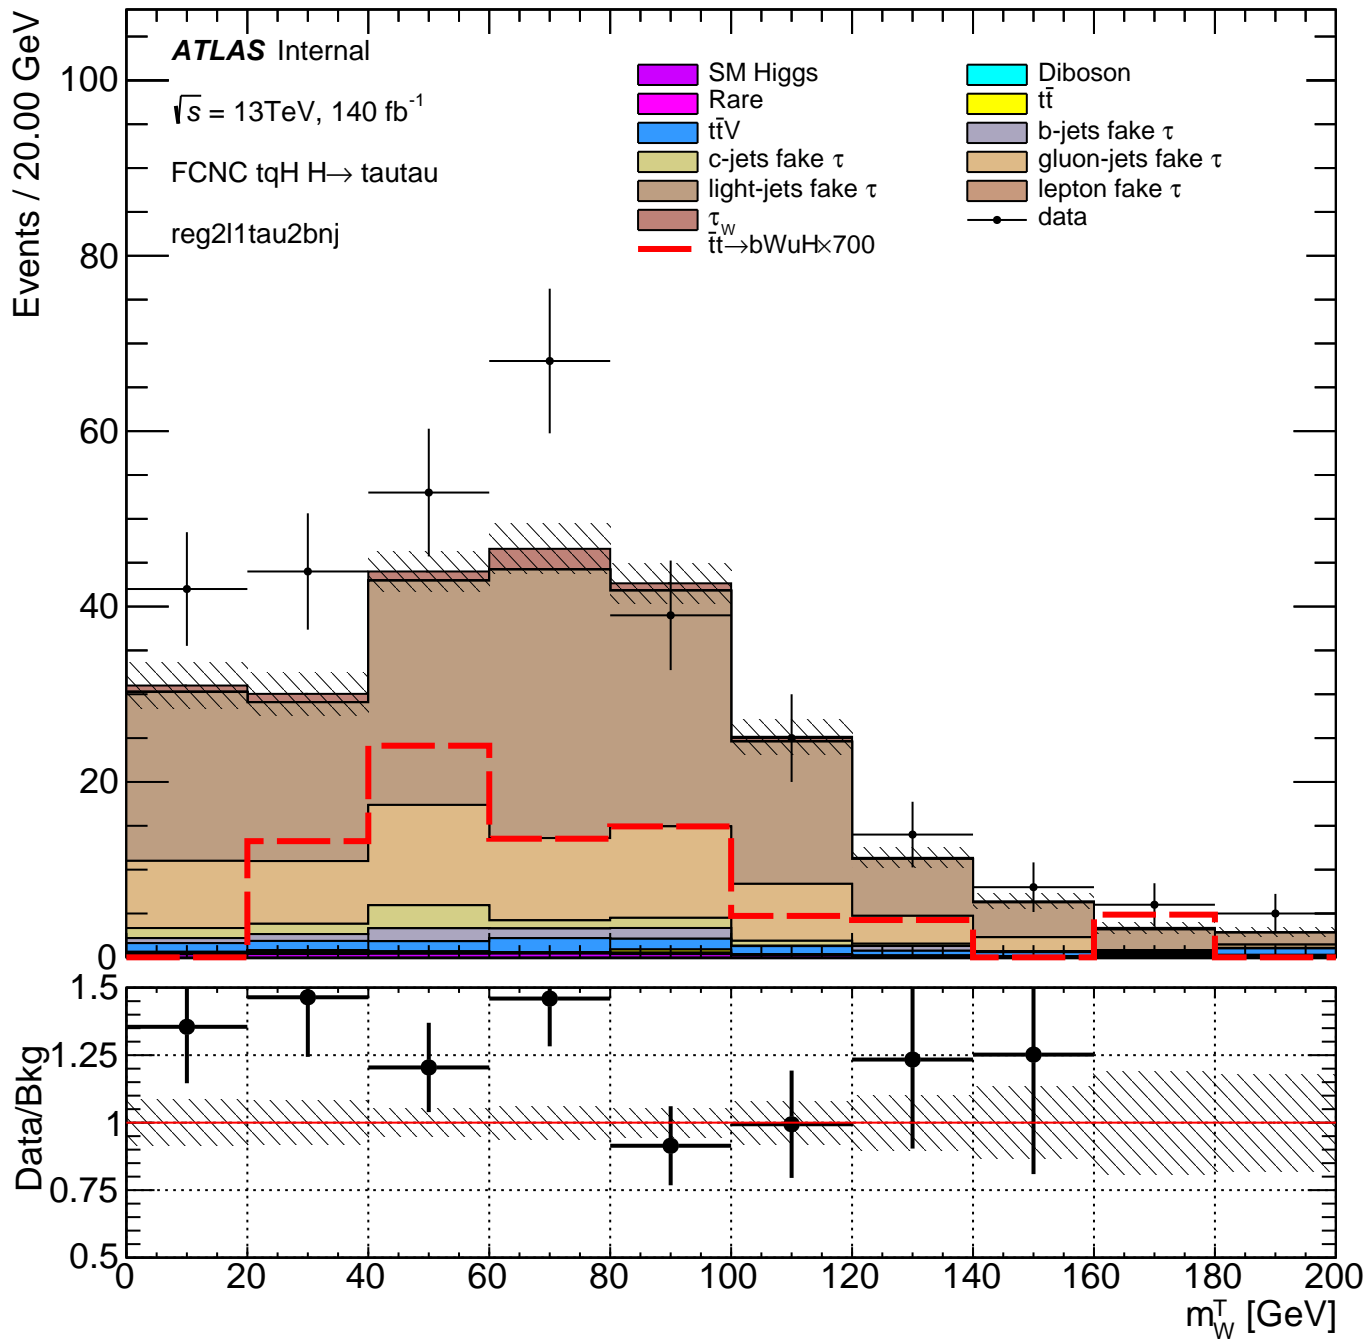 Events / 20.00 GeV
100
80
60
40
20
0
ATLAS Internal
√s = 13TeV, 140 fb⁻¹
FCNC tqH H→ tautau
reg2l1tau2bnj
SM Higgs
Rare
tt̄V
c-jets fake τ
light-jets fake τ
τ_W
t̄t→bWuH×700
Diboson
tt̄
b-jets fake τ
gluon-jets fake τ
lepton fake τ
data
Data/Bkg
1.5
1.25
1
0.75
0.5
0 20 40 60 80 100 120 140 160 180 200
m_W^T [GeV]